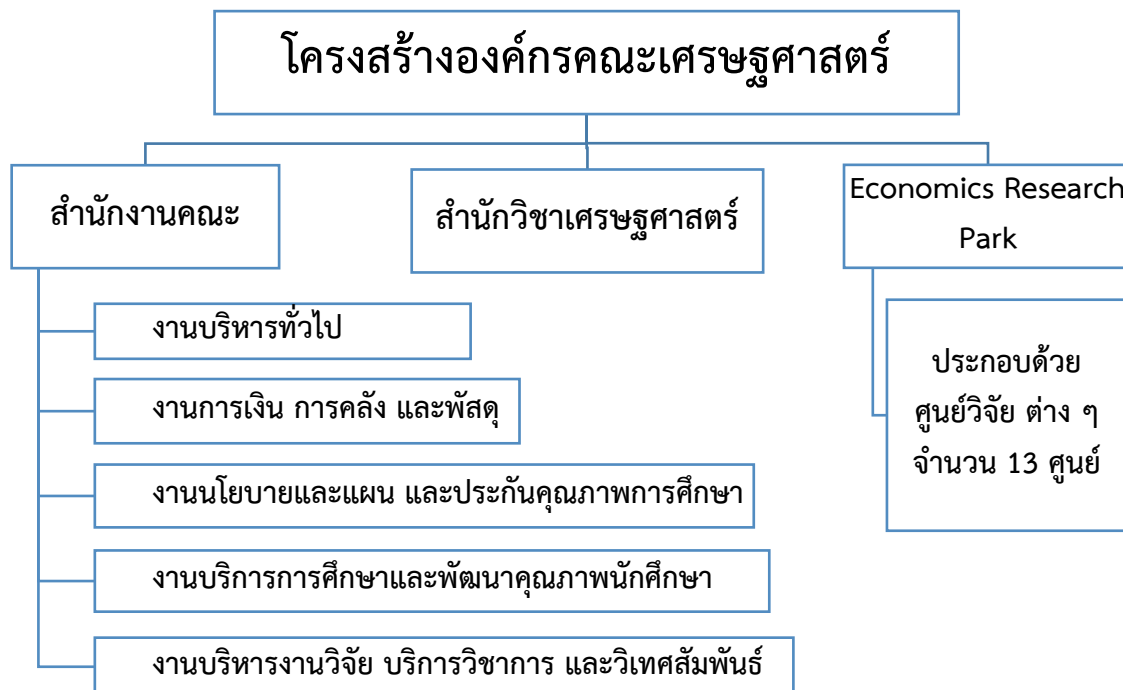 โครงสร้างองค์กรคณะเศรษฐศาสตร์
สำนักงานคณะ
สำนักวิชาเศรษฐศาสตร์
Economics Research
Park
งานบริหารทั่วไป
งานการเงิน การคลัง และพัสดุ
งานนโยบายและแผน และประกันคุณภาพการศึกษา
งานบริการการศึกษาและพัฒนาคุณภาพนักศึกษา
งานบริหารงานวิจัย บริการวิชาการ และวิเทศสัมพันธ์
ประกอบด้วย
ศูนย์วิจัย ต่าง ๆ
จำนวน 13 ศูนย์